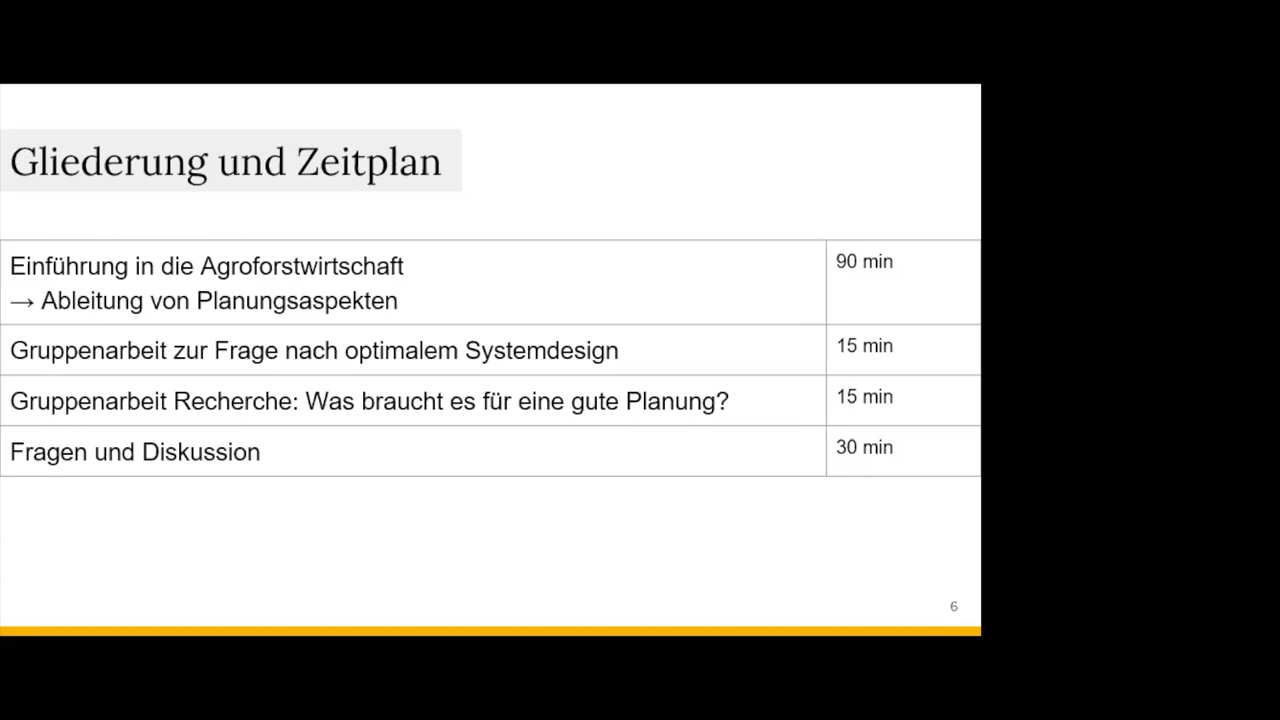 Gliederung und Zeitplan
Einführung in die Agroforstwirtschaft
→ Ableitung von Planungsaspekten
90 min
Gruppenarbeit zur Frage nach optimalem Systemdesign
15 min
Gruppenarbeit Recherche: Was braucht es für eine gute Planung?
15 min
Fragen und Diskussion
30 min
6